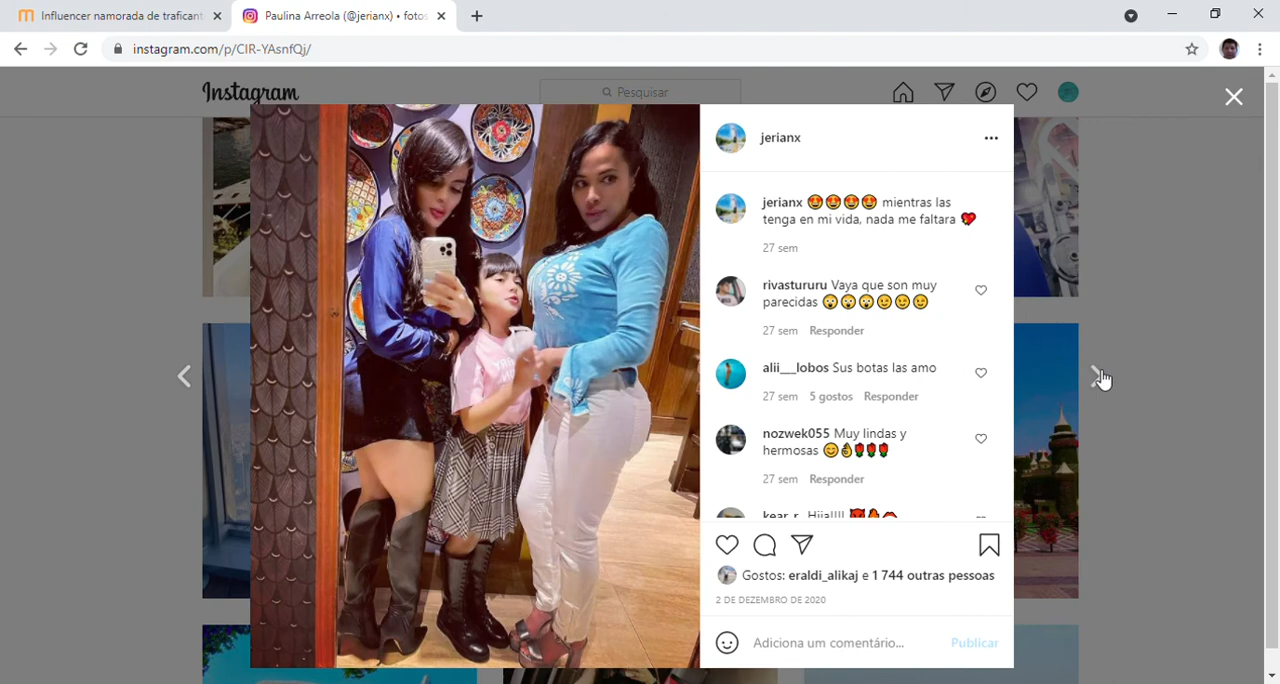 Influencer namorada de traficant
Paulina Arreola (@jerianx) • fotos
instagram.com/p/CIR-YAsnfQj/
Instagram
Pesquisar
jerianx
jerianx 😍😍😍😍 mientras las
tenga en mi vida, nada me faltara 💖
27 sem
rivastururu Vaya que son muy
parecidas 😲😲😲😉😉😉
27 sem Responder
alii___lobos Sus botas las amo
27 sem 5 gostos Responder
nozwek055 Muy lindas y
hermosas 😊👌🌹🌹🌹
27 sem Responder
Gostos: eraldi_alikaj e 1 744 outras pessoas
2 DE DEZEMBRO DE 2020
Adiciona um comentário... Publicar